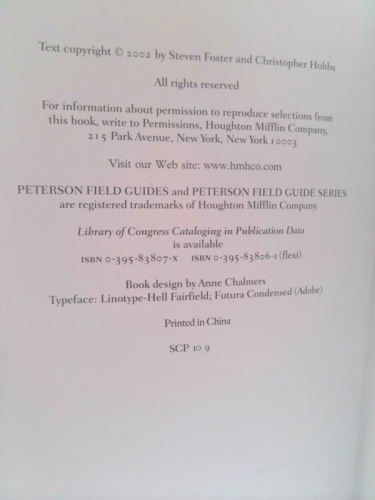 Text copyright © 2002 by Steven Foster and Christopher Hobbs
All rights reserved
For information about permission to reproduce selections from
this book, write to Permissions, Houghton Mifflin Company,
215 Park Avenue, New York, New York 10003
Visit our Web site: www.hmhco.com
PETERSON FIELD GUIDES and PETERSON FIELD GUIDE SERIES
are registered trademarks of Houghton Mifflin Company.
Library of Congress Cataloging in Publication Data
is available
ISBN 0-395-83807-X ISBN 0-395-83806-1 (flexi)
Book design by Anne Chalmers
Typeface: Linotype-Hell Fairfield; Futura Condensed (Adobe)
Printed in China
SCP 10 9